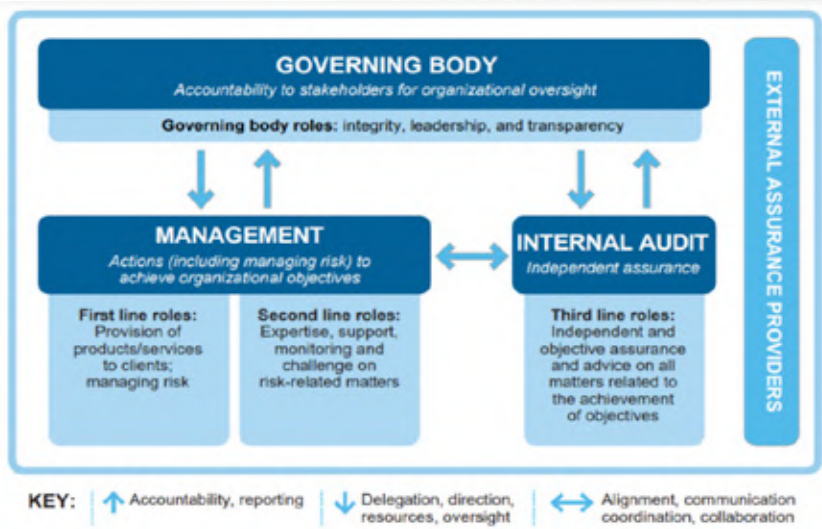 GOVERNING BODY
Accountability to stakeholders for organizational oversight
Governing body roles: integrity, leadership, and transparency
MANAGEMENT
Actions (including managing risk) to
achieve organizational objectives
First line roles:
Provision of
products/services
to clients;
managing risk
Second line roles:
Expertise, support,
monitoring and
challenge on
risk-related matters
INTERNAL AUDIT
Independent assurance
Third line roles:
Independent and
objective assurance
and advice on all
matters related to
the achievement
of objectives
EXTERNAL ASSURANCE PROVIDERS
KEY:
Accountability, reporting
Delegation, direction,
resources, oversight
Alignment, communication
coordination, collaboration